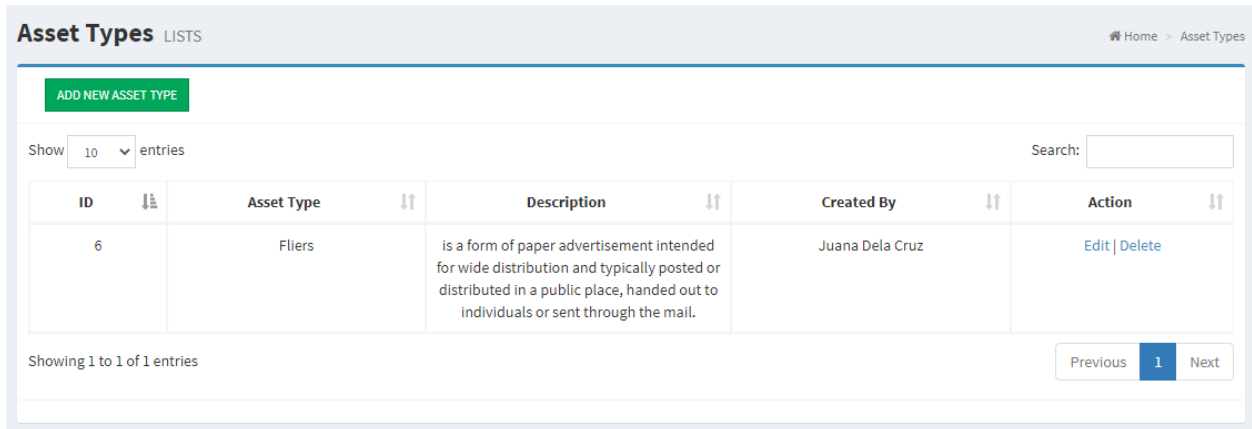 Asset Types LISTS
Home > Asset Types
ADD NEW ASSET TYPE
Show 10 entries
Search:
ID Asset Type Description Created By Action
6 Fliers is a form of paper advertisement intended Juana Dela Cruz Edit | Delete
for wide distribution and typically posted or
distributed in a public place, handed out to
individuals or sent through the mail.
Showing 1 to 1 of 1 entries
Previous 1 Next